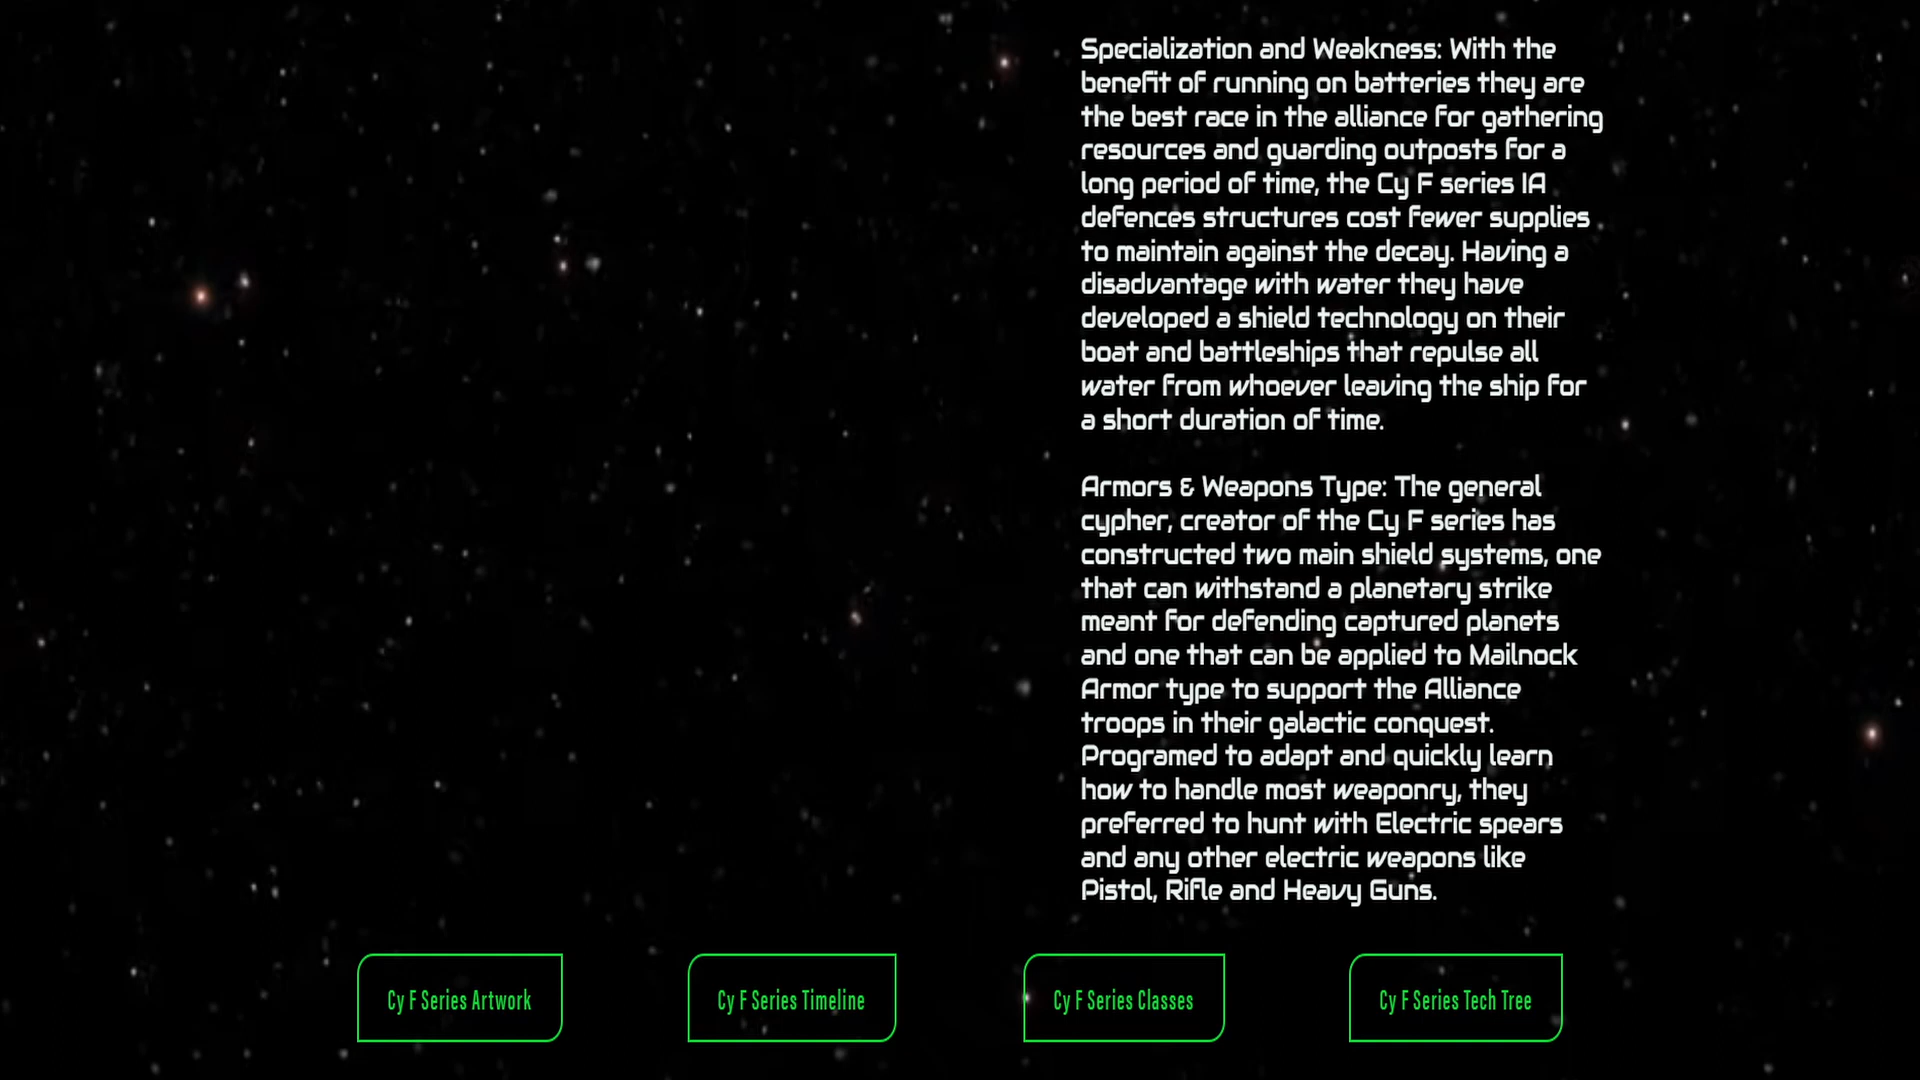 Specialization and Weakness: With the
benefit of running on batteries they are
the best race in the alliance for gathering
resources and guarding outposts for a
long period of time, the Cy F series IA
defences structures cost fewer supplies
to maintain against the decay. Having a
disadvantage with water they have
developed a shield technology on their
boat and battleships that repulse all
water from whoever leaving the ship for
a short duration of time.
Armors & Weapons Type: The general
cypher, creator of the Cy F series has
constructed two main shield systems, one
that can withstand a planetary strike
meant for defending captured planets
and one that can be applied to Mailnock
Armor type to support the Alliance
troops in their galactic conquest.
Programed to adapt and quickly learn
how to handle most weaponry, they
preferred to hunt with Electric spears
and any other electric weapons like
Pistol, Rifle and Heavy Guns.
Cy F Series Artwork
Cy F Series Timeline
Cy F Series Classes
Cy F Series Tech Tree